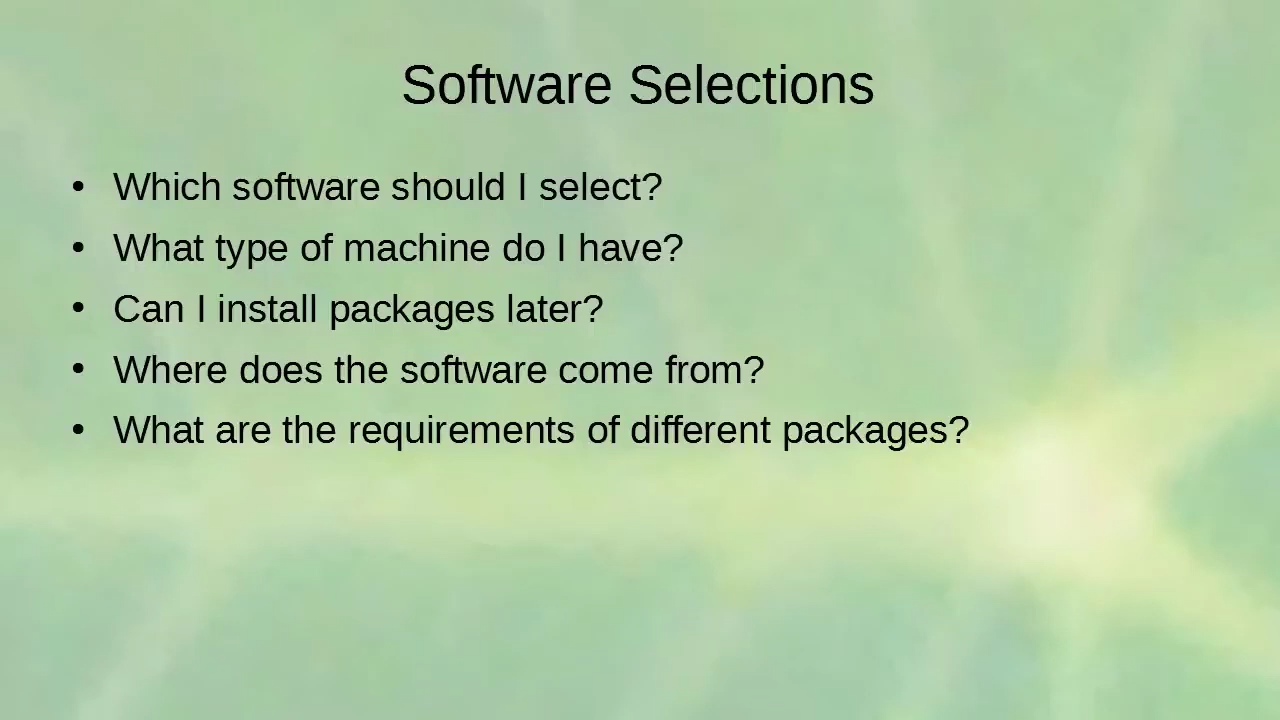 Software Selections
• Which software should I select?
• What type of machine do I have?
• Can I install packages later?
• Where does the software come from?
• What are the requirements of different packages?